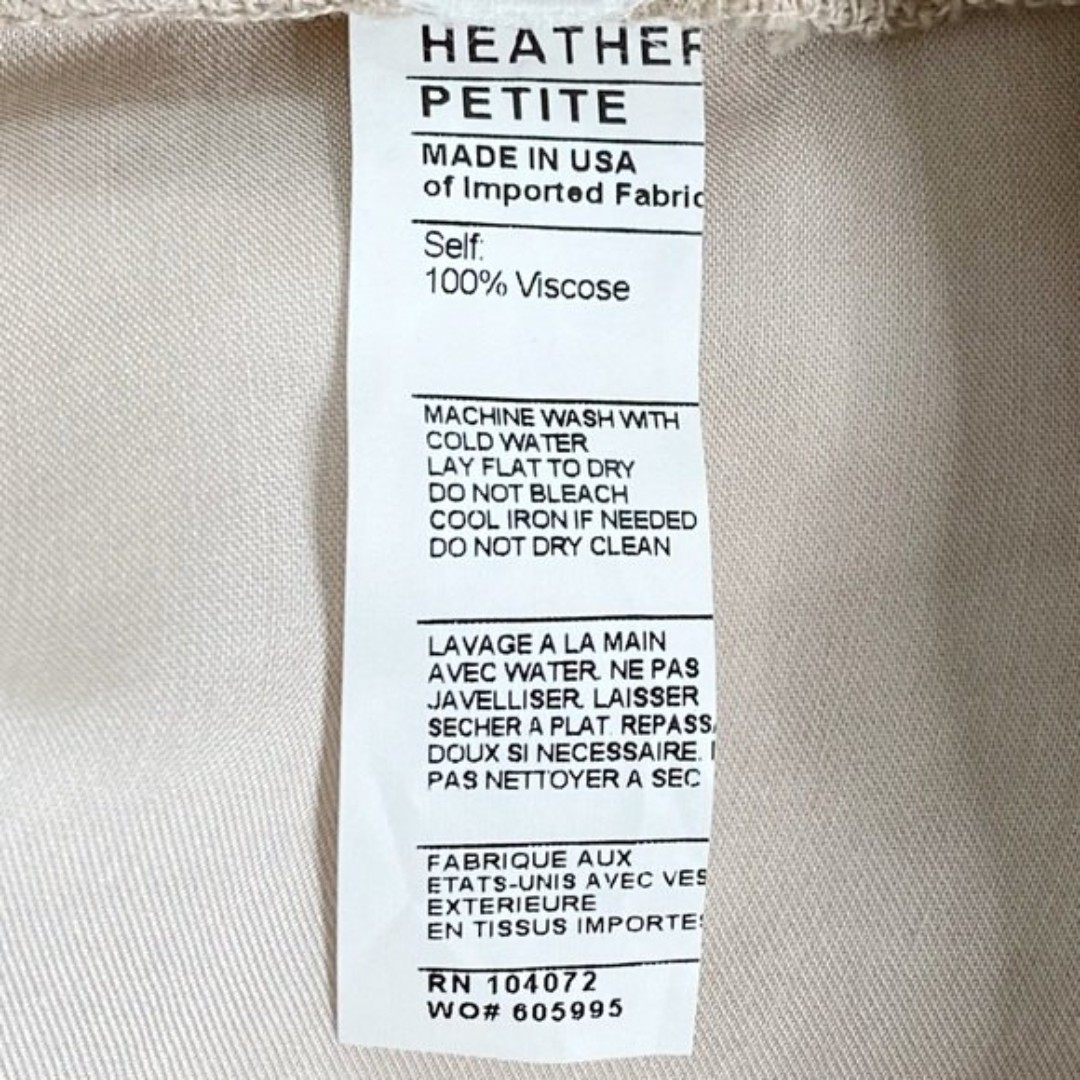 HEATHER
PETITE
MADE IN USA
of Imported Fabric
Self:
100% Viscose
MACHINE WASH WITH
COLD WATER
LAY FLAT TO DRY
DO NOT BLEACH
COOL IRON IF NEEDED
DO NOT DRY CLEAN
LAVAGE A LA MAIN
AVEC WATER. NE PAS
JAVELLISER. LAISSER
SECHER A PLAT. REPASS
DOUX SI NECESSAIRE.
PAS NETTOYER A SEC
FABRIQUE AUX
ETATS-UNIS AVEC VES
EXTERIEURE
EN TISSUS IMPORTE
RN 104072
WO# 605995